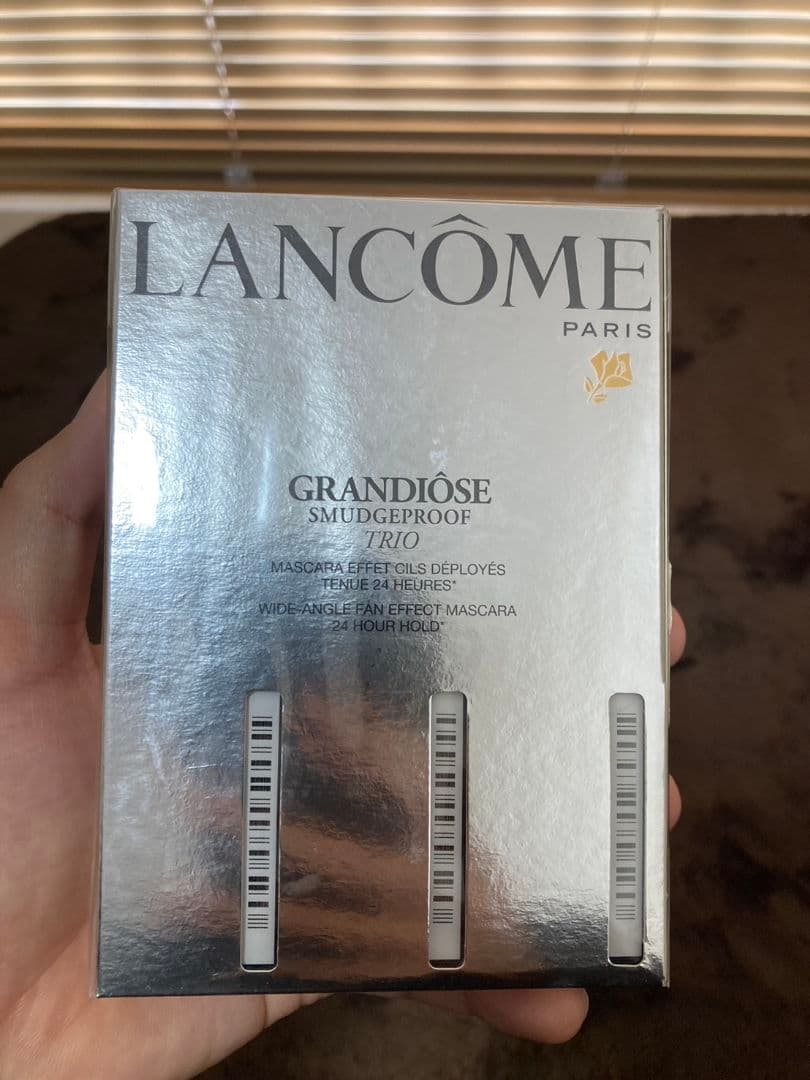 LANCÔME
PARIS
GRANDIÔSE
SMUDGEPROOF
TRIO
MASCARA EFFET CILS DÉPLOYÉS
TENUE 24 HEURES*
WIDE-ANGLE FAN EFFECT MASCARA
24 HOUR HOLD*